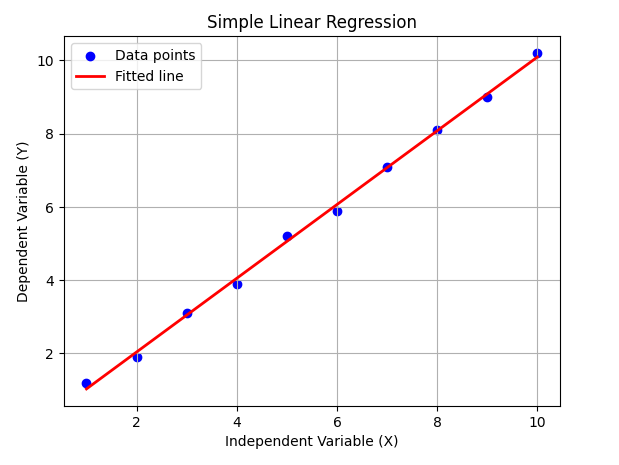 Simple Linear Regression
Data points
Fitted line
10
8
6
4
2
Dependent Variable (Y)
2 4 6 8 10
Independent Variable (X)